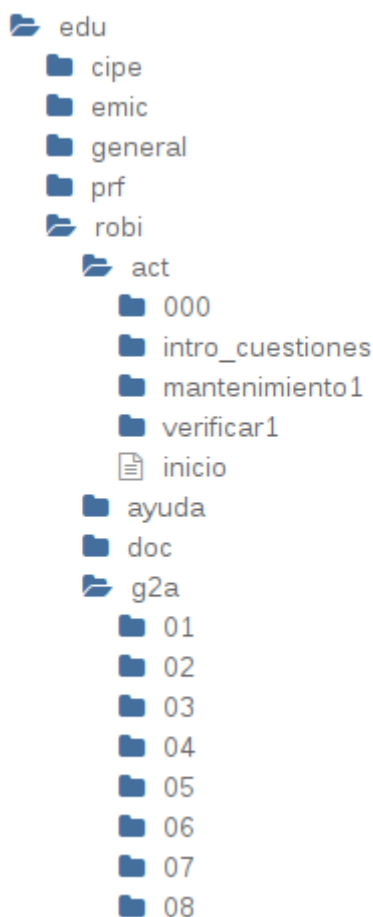 edu
cipe
emic
general
prf
robi
act
000
intro_cuestiones
mantenimiento1
verificar1
inicio
ayuda
doc
g2a
01
02
03
04
05
06
07
08